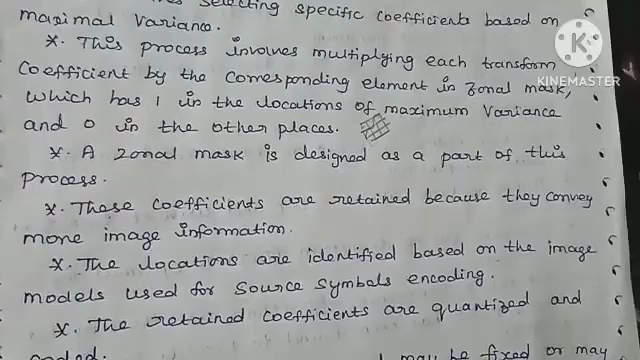 selecting specific coefficients based on
maximal variance.
*. This process involves multiplying each transform
coefficient by the corresponding element in zonal mask,
which has 1 in the locations of maximum variance
and 0 in the other places.
*. A zonal mask is designed as a part of this
process.
*. These coefficients are retained because they convey
more image information.
*. The locations are identified based on the image
models used for source symbols encoding.
*. The retained coefficients are quantized and
coded.
may be fixed or may
KINEMASTER